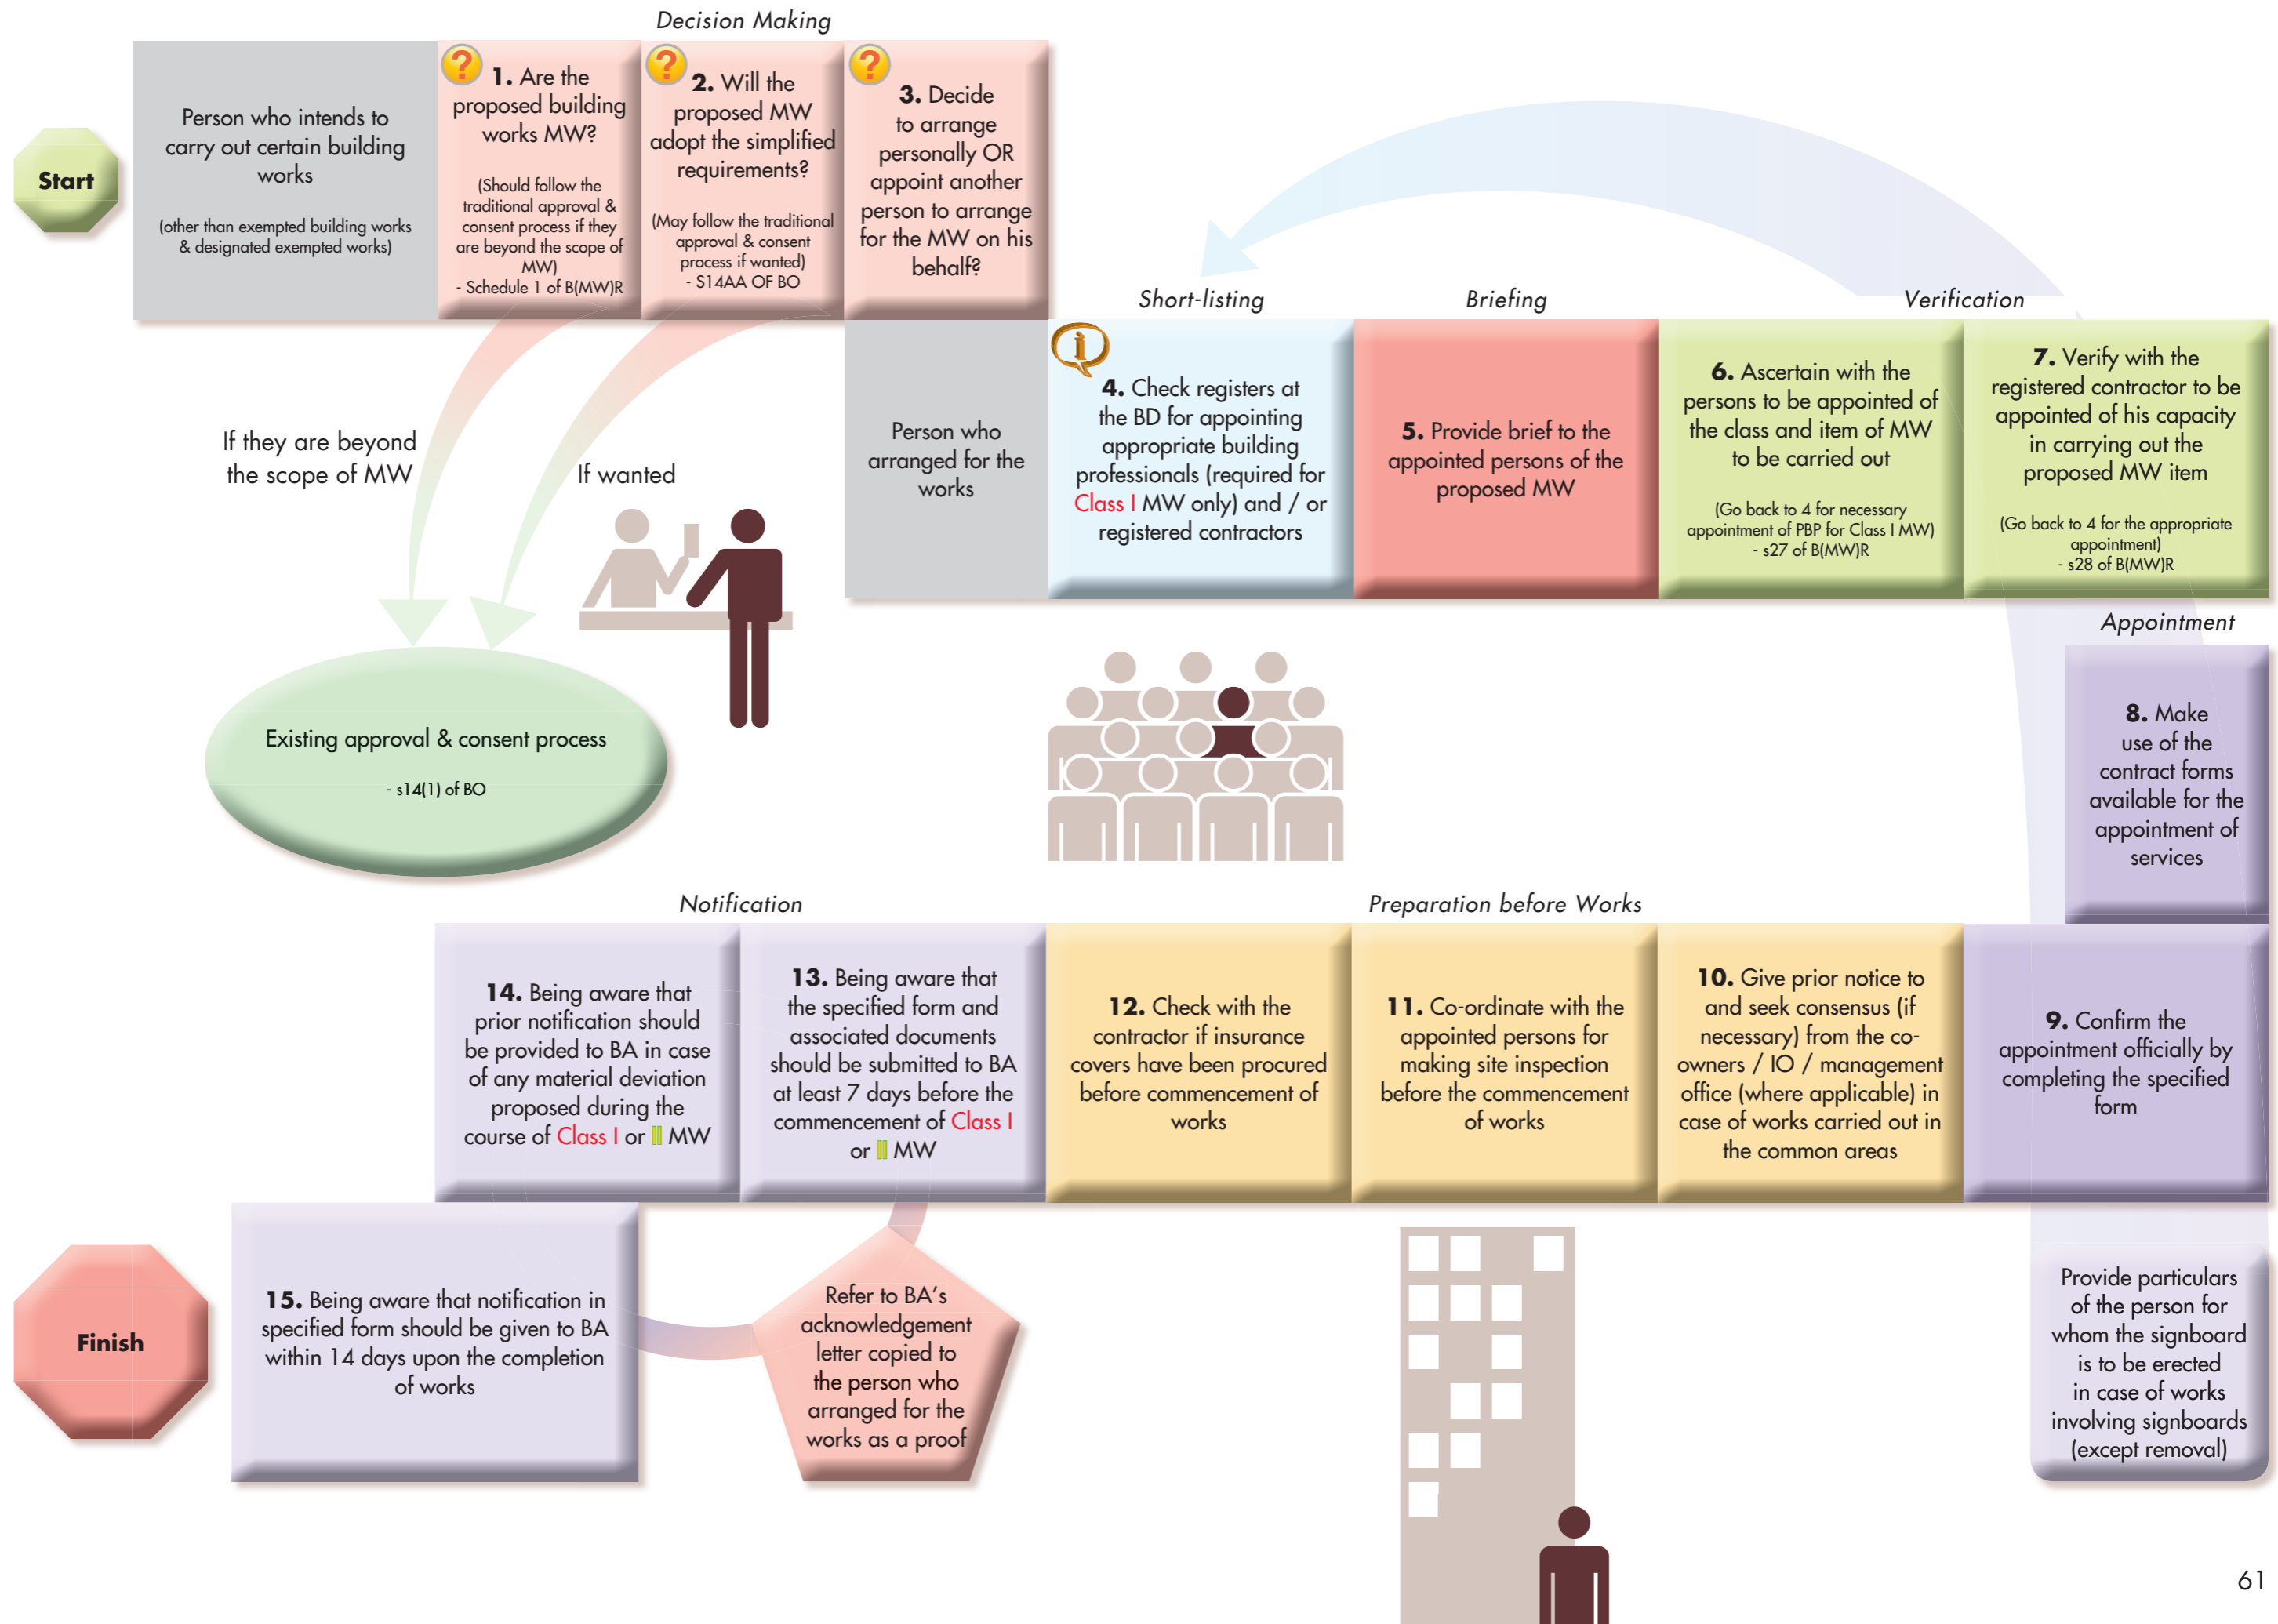 Decision Making
Start
Person who intends to
carry out certain building
works
(other than exempted building works
& designated exempted works)
?
1. Are the
proposed building
works MW?
(Should follow the
traditional approval &
consent process if they
are beyond the scope of
MW)
- Schedule 1 of B(MW)R
?
2. Will the
proposed MW
adopt the simplified
requirements?
(May follow the traditional
approval & consent
process if wanted)
- S14AA OF BO
?
3. Decide
to arrange
personally OR
appoint another
person to arrange
for the MW on his
behalf?
If they are beyond
the scope of MW
If wanted
Existing approval & consent process
- s14(1) of BO
Person who
arranged for the
works
Short-listing
i
4. Check registers at
the BD for appointing
appropriate building
professionals (required for
Class I MW only) and / or
registered contractors
Briefing
5. Provide brief to the
appointed persons of the
proposed MW
Verification
6. Ascertain with the
persons to be appointed of
the class and item of MW
to be carried out
(Go back to 4 for necessary
appointment of PBP for Class I MW)
- s27 of B(MW)R
7. Verify with the
registered contractor to be
appointed of his capacity
in carrying out the
proposed MW item
(Go back to 4 for the appropriate
appointment)
- s28 of B(MW)R
Appointment
8. Make
use of the
contract forms
available for the
appointment of
services
9. Confirm the
appointment officially by
completing the specified
form
Provide particulars
of the person for
whom the signboard
is to be erected
in case of works
involving signboards
(except removal)
Preparation before Works
10. Give prior notice to
and seek consensus (if
necessary) from the co-
owners / IO / management
office (where applicable) in
case of works carried out in
the common areas
11. Co-ordinate with the
appointed persons for
making site inspection
before the commencement
of works
12. Check with the
contractor if insurance
covers have been procured
before commencement of
works
Notification
13. Being aware that
the specified form and
associated documents
should be submitted to BA
at least 7 days before the
commencement of Class I
or II MW
Refer to BA's
acknowledgement
letter copied to
the person who
arranged for the
works as a proof
14. Being aware that
prior notification should
be provided to BA in case
of any material deviation
proposed during the
course of Class I or II MW
15. Being aware that notification in
specified form should be given to BA
within 14 days upon the completion
of works
Finish
61